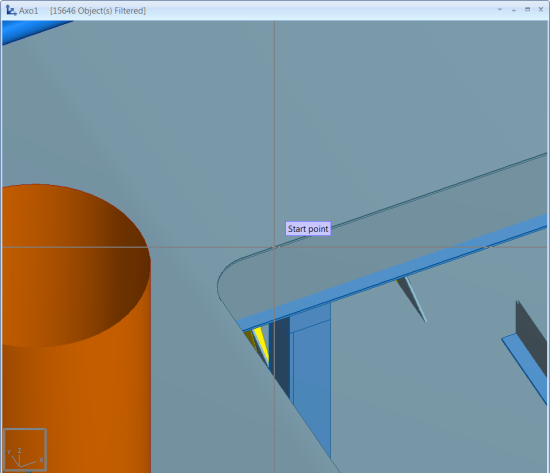 Axo1 [15646 Object(s) Filtered]
Start point
Y Z X